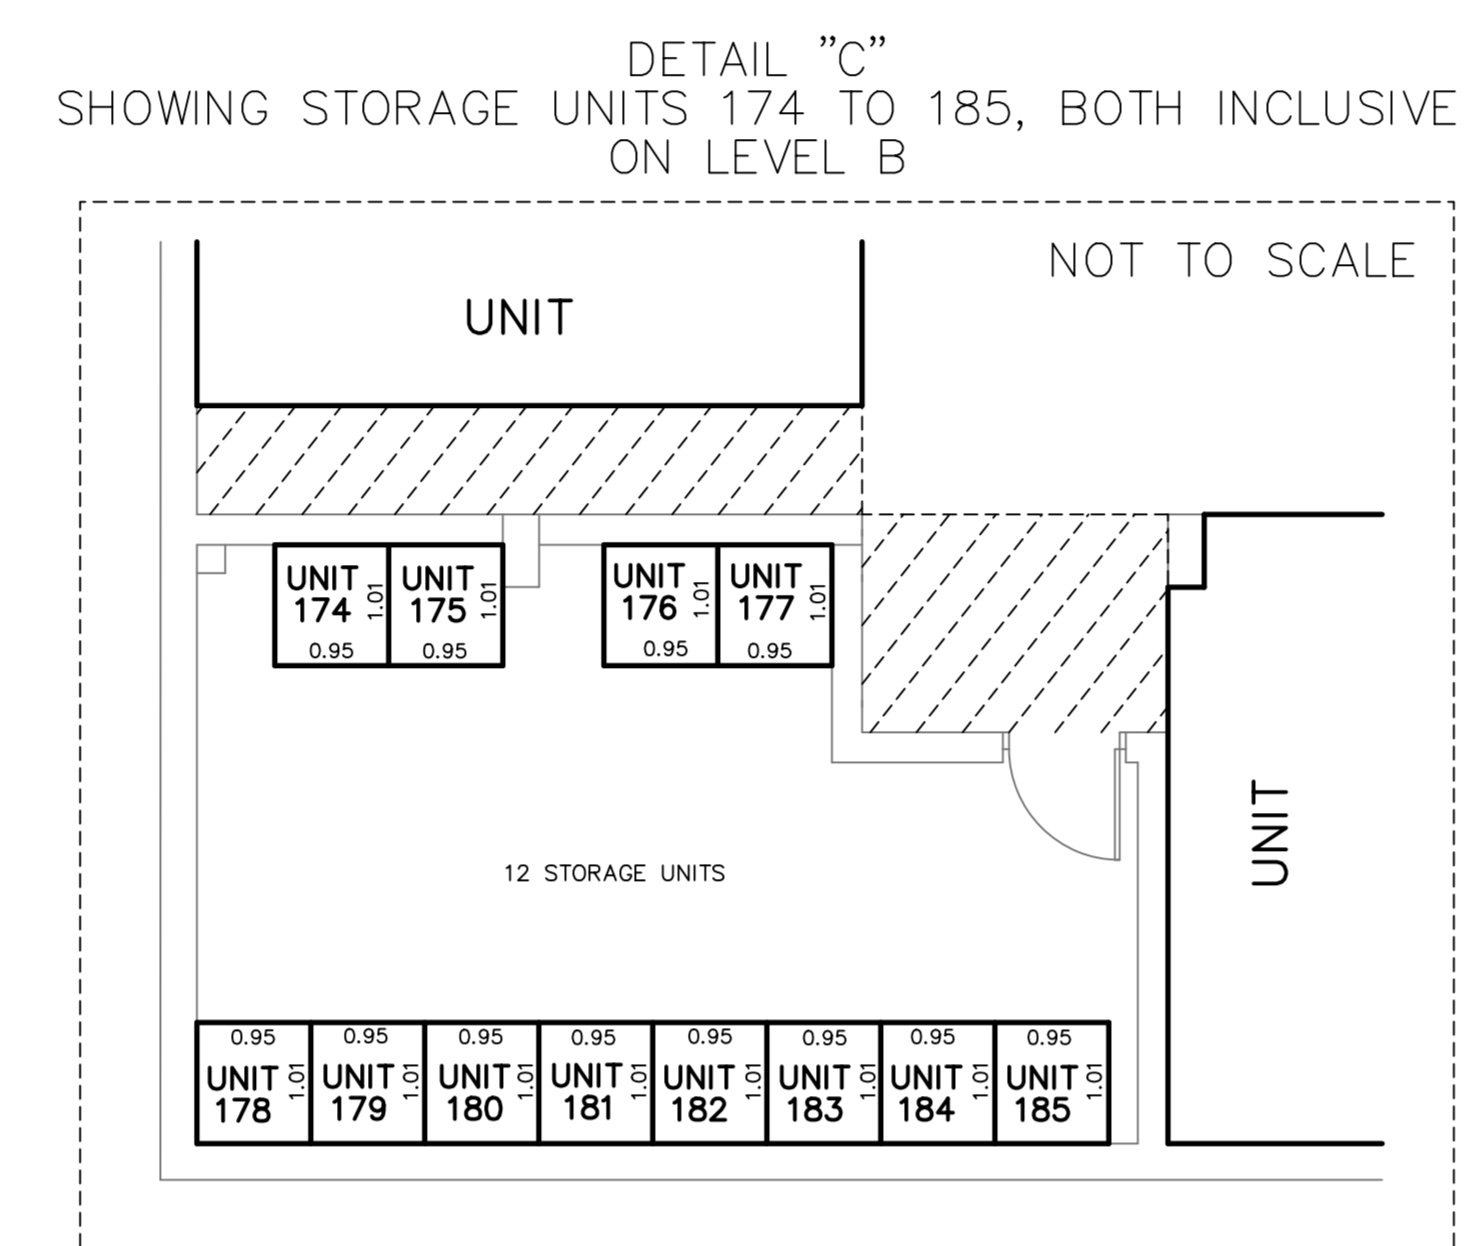 DETAIL "C"
SHOWING STORAGE UNITS 174 TO 185, BOTH INCLUSIVE
ON LEVEL B
NOT TO SCALE
UNIT
UNIT
174
1.01
0.95
UNIT
175
1.01
0.95
UNIT
176
1.01
0.95
UNIT
177
1.01
0.95
UNIT
12 STORAGE UNITS
0.95
UNIT
178
1.01
0.95
UNIT
179
1.01
0.95
UNIT
180
1.01
0.95
UNIT
181
1.01
0.95
UNIT
182
1.01
0.95
UNIT
183
1.01
0.95
UNIT
184
1.01
0.95
UNIT
185
1.01